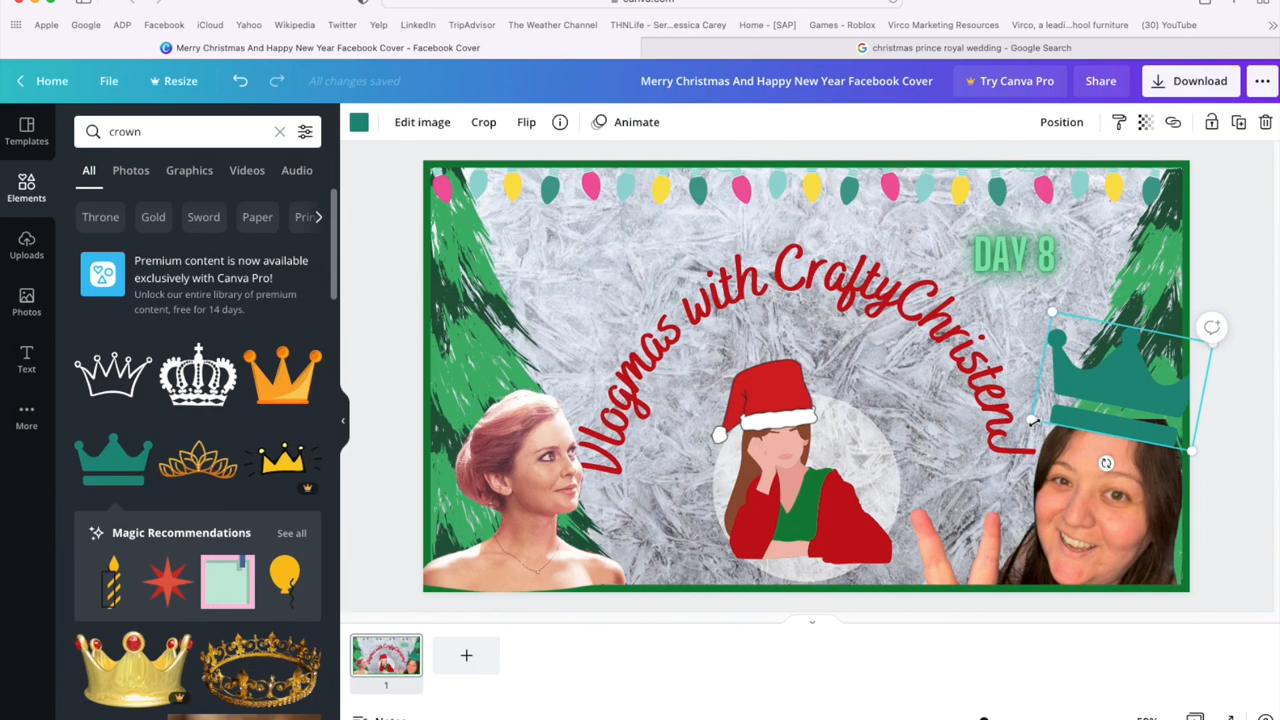 Apple Google ADP Facebook iCloud Yahoo Wikipedia Twitter Yelp LinkedIn TripAdvisor The Weather Channel THNLife - Ser...essica Carey Home - [SAP] Games - Roblox Virco Marketing Resources Virco, a leadi...hool furniture (30) YouTube
Merry Christmas And Happy New Year Facebook Cover - Facebook Cover
christmas prince royal wedding - Google Search
Home File Resize All changes saved Merry Christmas And Happy New Year Facebook Cover Try Canva Pro Share Download
Templates
Elements
Uploads
Photos
Text
More
crown
All Photos Graphics Videos Audio
Throne Gold Sword Paper Prin
Premium content is now available
exclusively with Canva Pro!
Unlock our entire library of premium
content, free for 14 days.
Magic Recommendations See all
Edit image Crop Flip Animate Position
DAY 8
Vlogmas with CraftyChristend
1